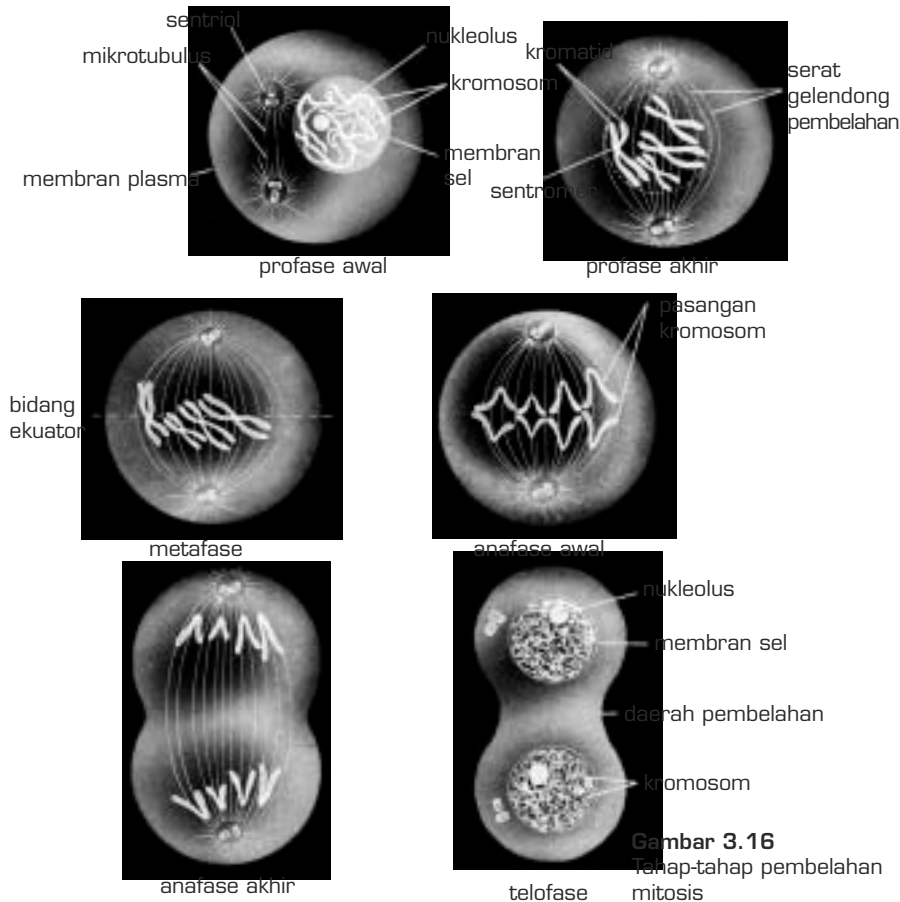 sentriol
mikrotubulus
nukleolus
kromosom
membran plasma
membran
sel
profase awal
kromatid
serat
gelendong
pembelahan
sentromer
profase akhir
bidang
ekuator
metafase
pasangan
kromosom
anafase awal
anafase akhir
nukleolus
membran sel
daerah pembelahan
kromosom
telofase
Gambar 3.16
Tahap-tahap pembelahan
mitosis